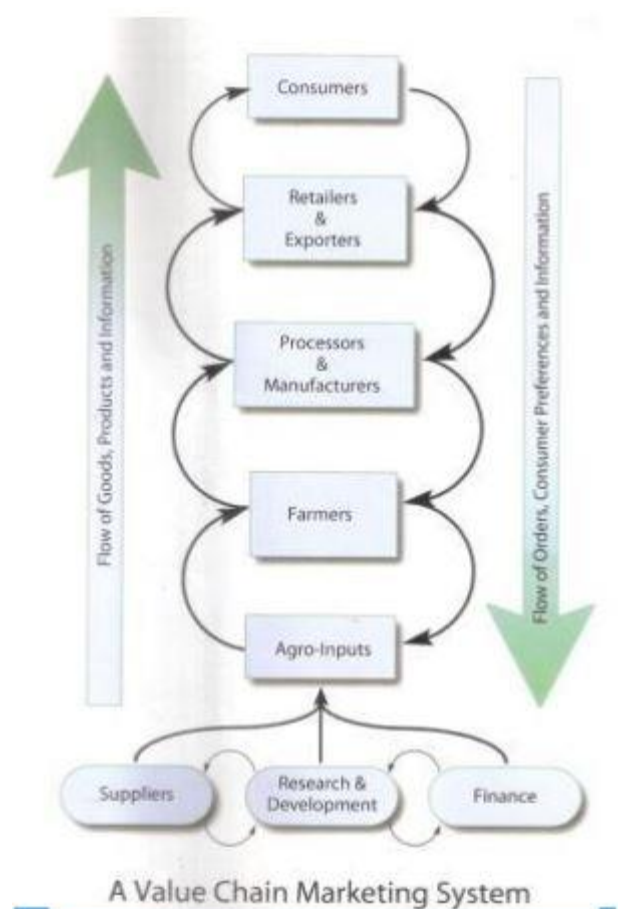 Consumers
Retailers
&
Exporters
Processors
&
Manufacturers
Farmers
Agro-Inputs
Suppliers
Research &
Development
Finance
Flow of Goods, Products and Information
Flow of Orders, Consumer Preferences and Information
A Value Chain Marketing System